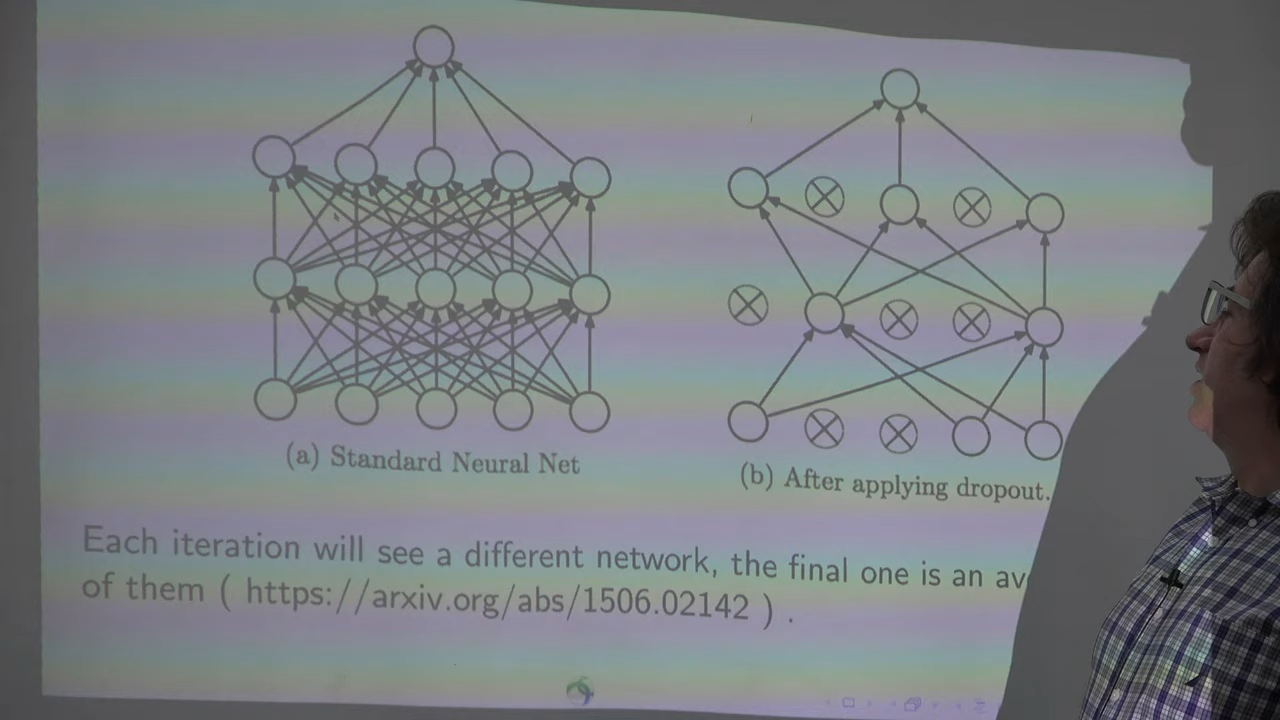 (a) Standard Neural Net
(b) After applying dropout.
Each iteration will see a different network, the final one is an
of them ( https://arxiv.org/abs/1506.02142 ) .